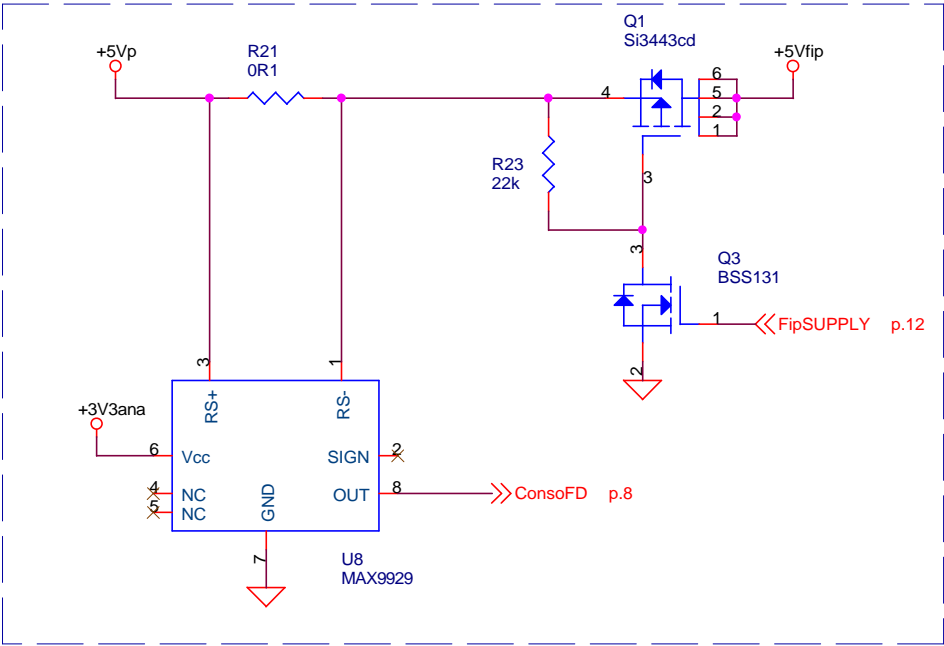 Q1
Si3443cd
+5Vp
R21
0R1
+5Vfip
4
6
5
2
1
R23
22k
3
3
Q3
BSS131
1
FipSUPPLY p.12
2
3
1
+3V3ana
RS+
RS-
6
Vcc
SIGN
2
4
NC
OUT
8
ConsoFD p.8
5
NC
GND
7
U8
MAX9929